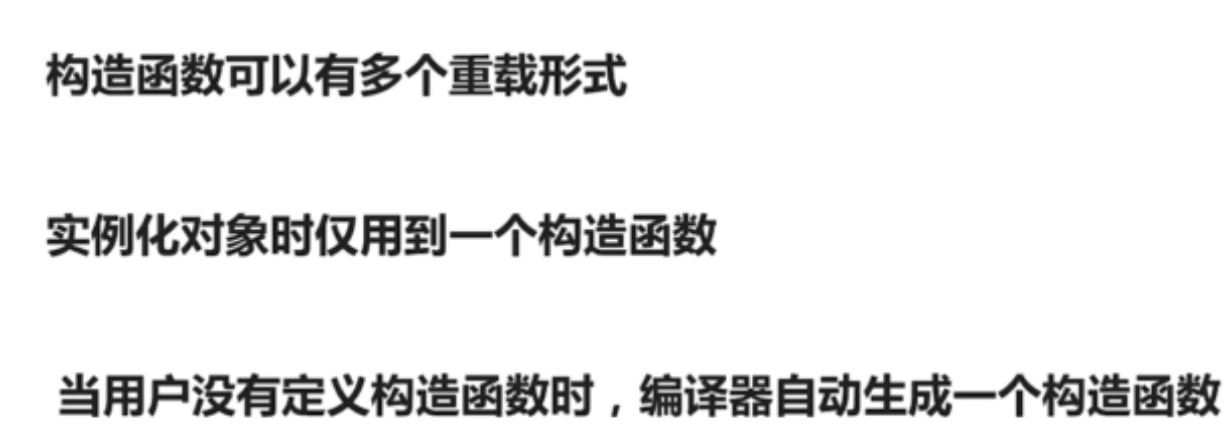 构造函数可以有多个重载形式
实例化对象时仅用到一个构造函数
当用户没有定义构造函数时，编译器自动生成一个构造函数